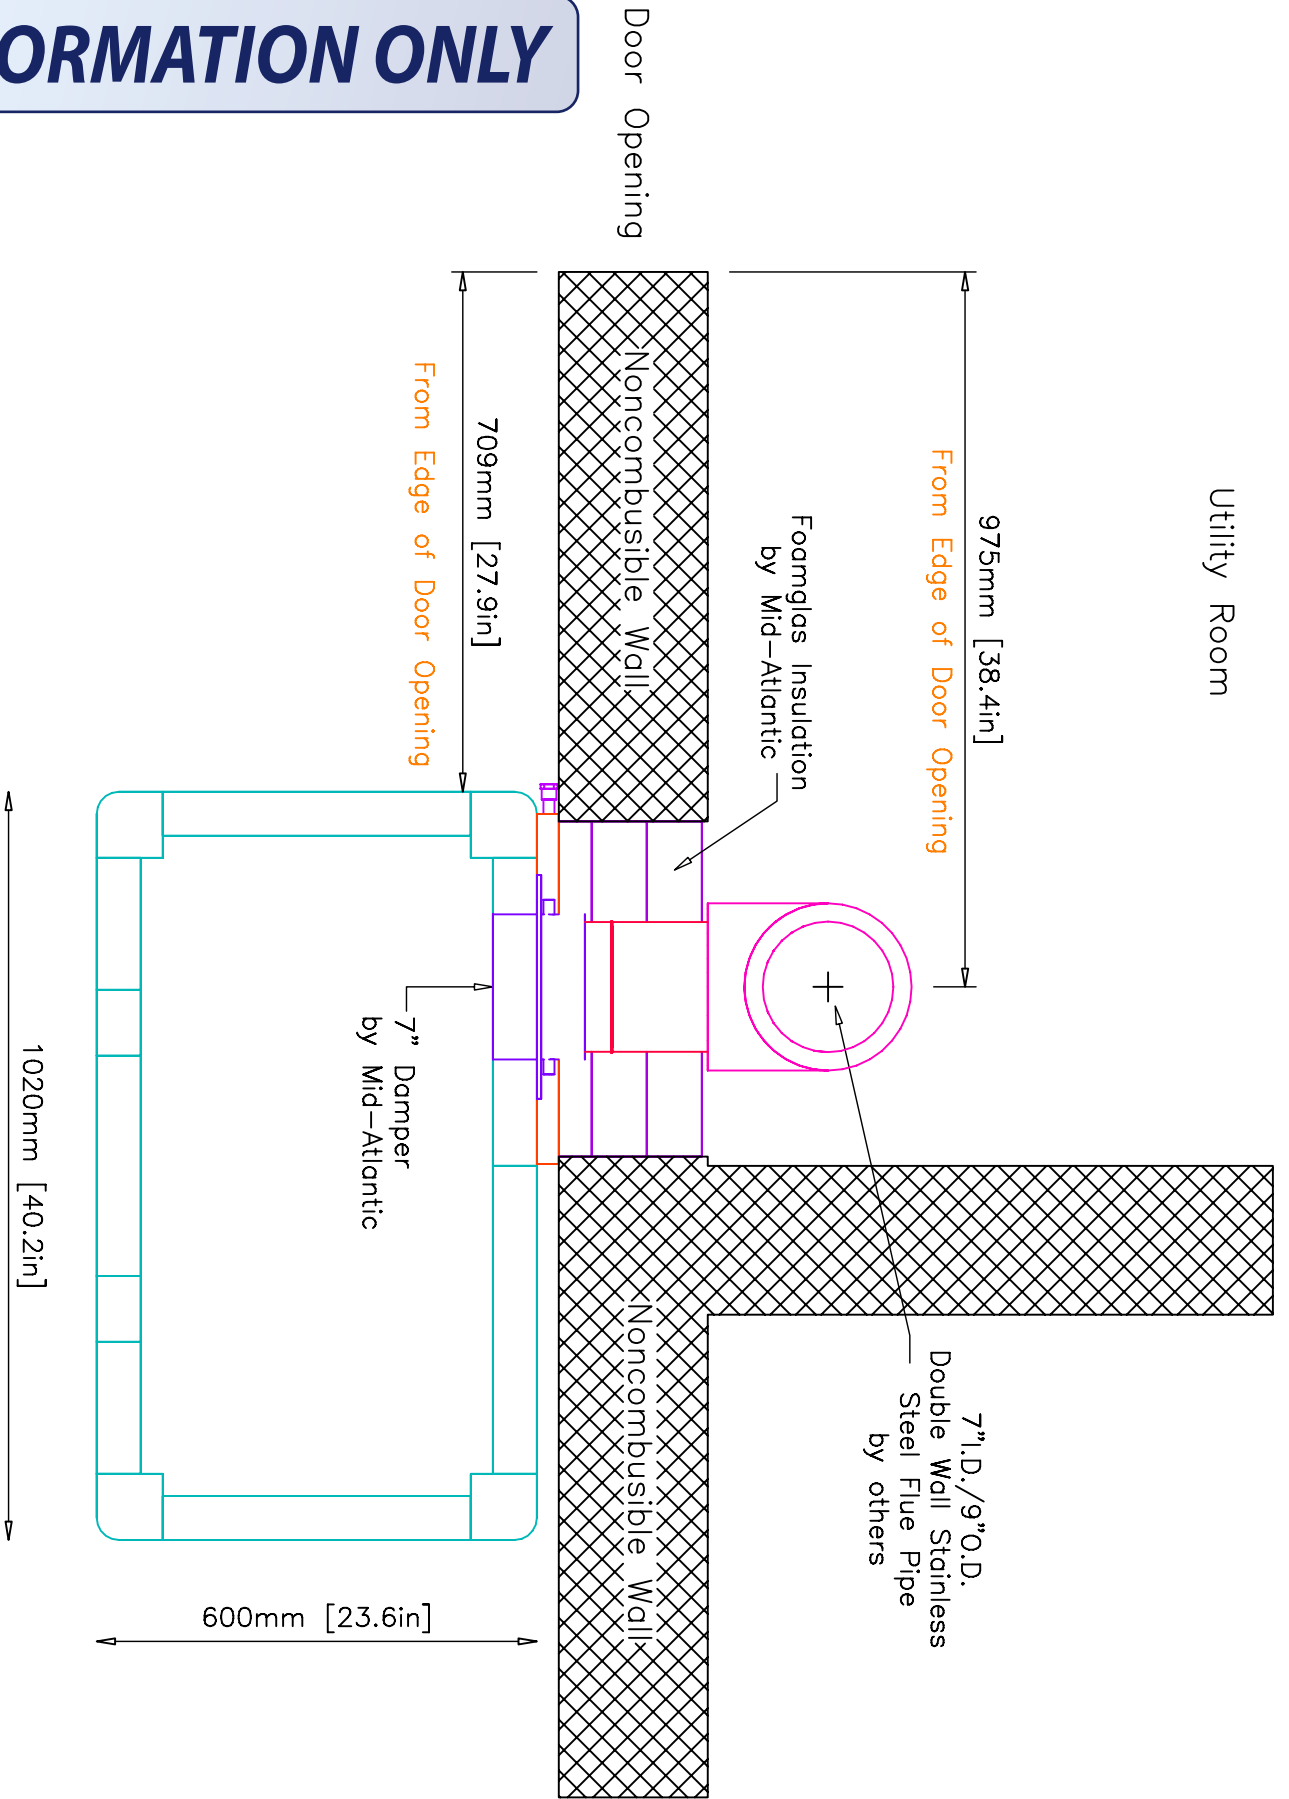 ORMATION ONLY
Door Opening
Utility Room
975mm [38.4in]
From Edge of Door Opening
Foamglas Insulation
by Mid-Atlantic
Noncombusible Wall
709mm [27.9in]
From Edge of Door Opening
7"I.D./9"O.D.
Double Wall Stainless
Steel Flue Pipe
by others
Noncombusible Wall
7" Damper
by Mid-Atlantic
600mm [23.6in]
1020mm [40.2in]